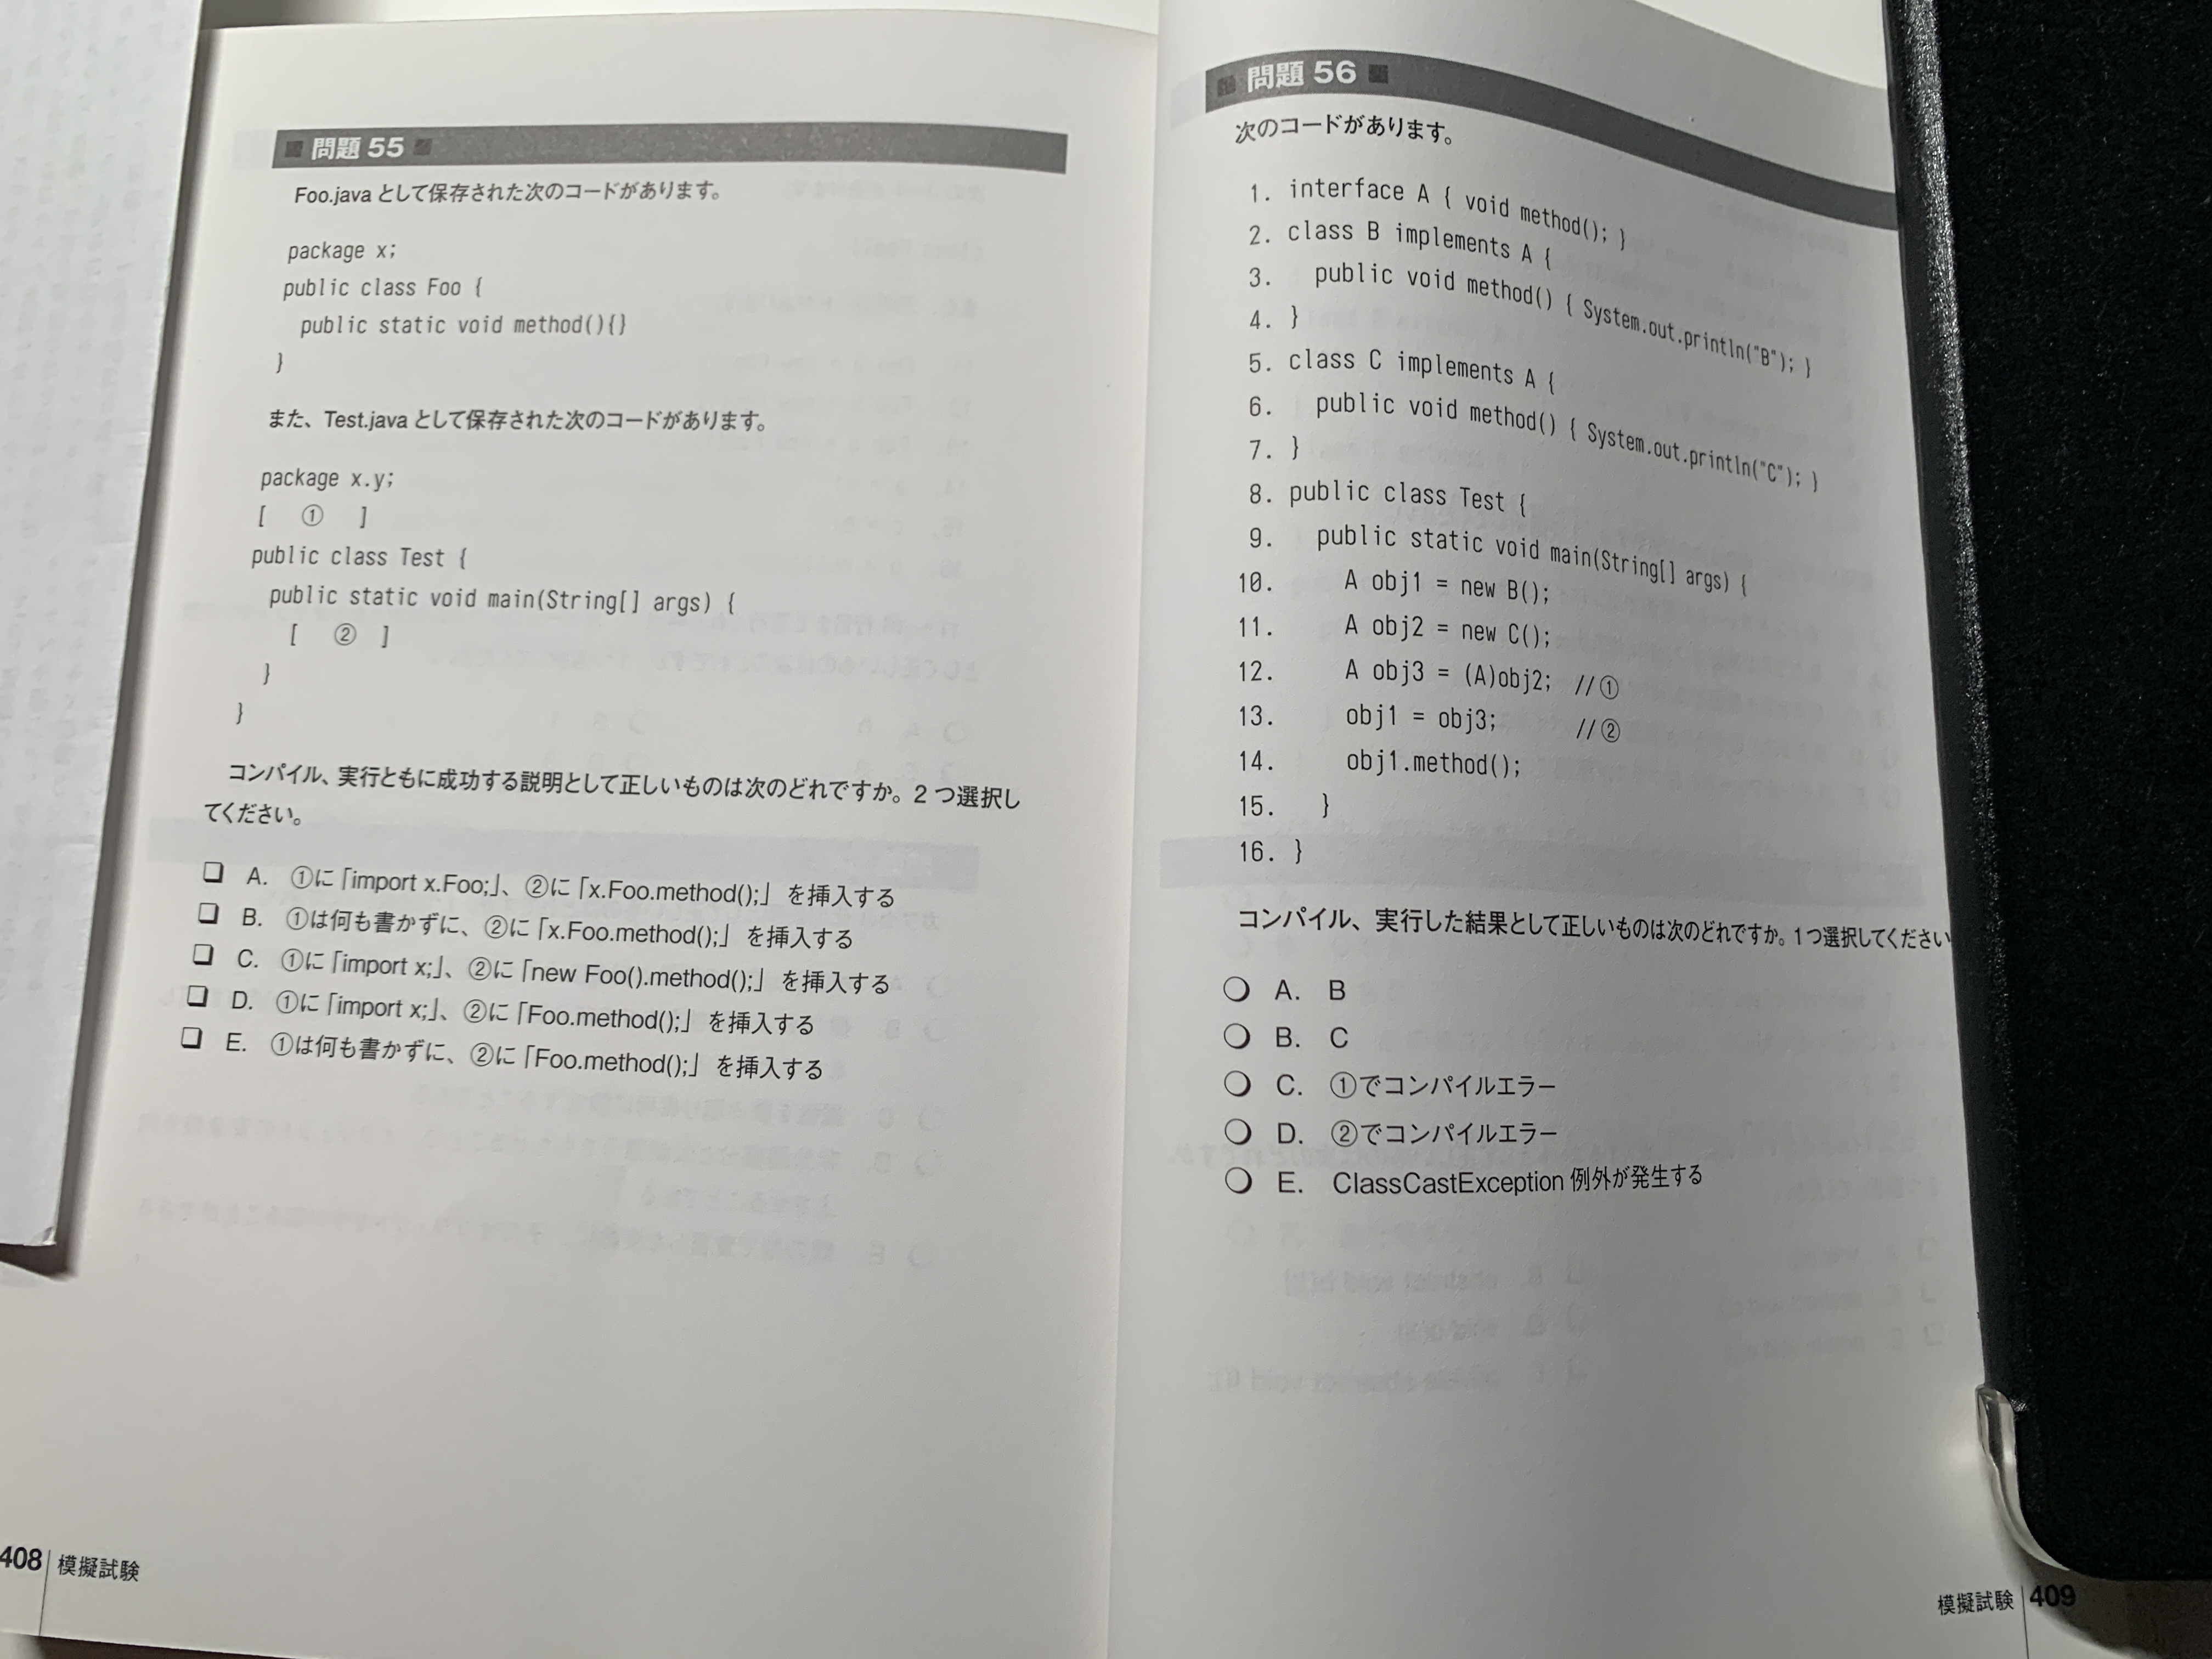 問題 55
Foo.java として保存された次のコードがあります。
package x;
public class Foo {
public static void method(){}
}
また、Test.java として保存された次のコードがあります。
package x.y;
[ ① ]
public class Test {
public static void main(String[] args) {
[ ② ]
}
}
コンパイル、実行ともに成功する説明として正しいものは次のどれですか。2 つ選択し
てください。
❏ A. ①に「import x.Foo;」、②に「x.Foo.method();」 を挿入する
❏ B. ①は何も書かずに、②に「x.Foo.method();」 を挿入する
❏ C. ①に「import x;」、②に「new Foo().method();」 を挿入する
❏ D. ①に「import x;」、②に「Foo.method();」 を挿入する
❏ E. ①は何も書かずに、②に「Foo.method();」 を挿入する
408 模擬試験
問題 56
次のコードがあります。
1. interface A { void method(); }
2. class B implements A {
3. public void method() { System.out.println("B"); }
4. }
5. class C implements A {
6. public void method() { System.out.println("C"); }
7. }
8. public class Test {
9. public static void main(String[] args) {
10. A obj1 = new B();
11. A obj2 = new C();
12. A obj3 = (A)obj2; //①
13. obj1 = obj3; //②
14. obj1.method();
15. }
16. }
コンパイル、実行した結果として正しいものは次のどれですか。1つ選択してください
○ A. B
○ B. C
○ C. ①でコンパイルエラー
○ D. ②でコンパイルエラー
○ E. ClassCastException 例外が発生する
模擬試験 409